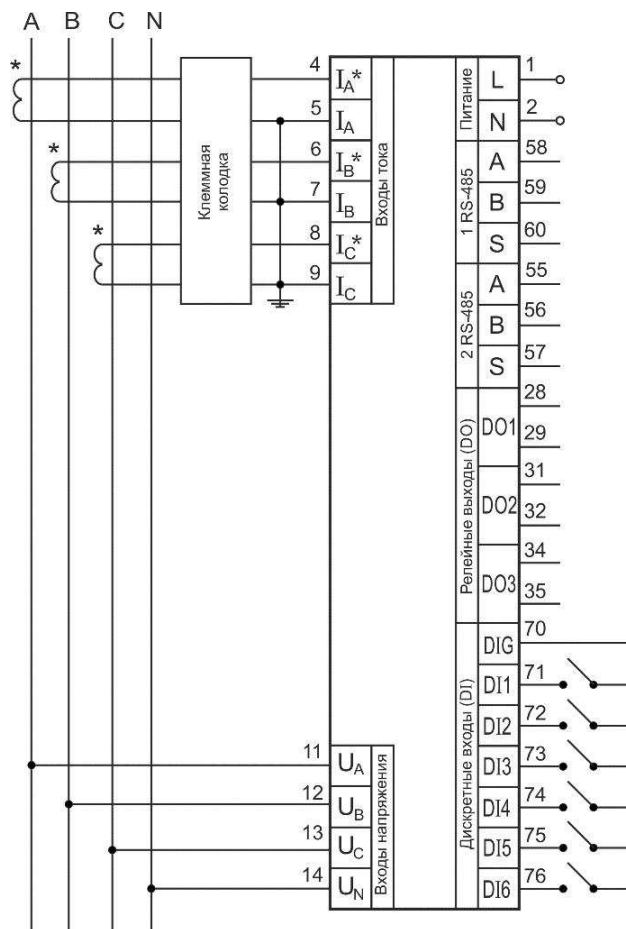 A B C N
*
*
*
Клеммная
колодка
4 I_A*
5 I_A
6 I_B*
7 I_B
8 I_C*
9 I_C
Входы тока
11 U_A
12 U_B
13 U_C
14 U_N
Входы напряжения
Питание
L 1
N 2
1 RS-485
A 58
B 59
S 60
2 RS-485
A 55
B 56
S 57
Релейные выходы (DO)
DO1 28
29
DO2 31
32
DO3 34
35
Дискретные входы (DI)
DIG 70
DI1 71
DI2 72
DI3 73
DI4 74
DI5 75
DI6 76